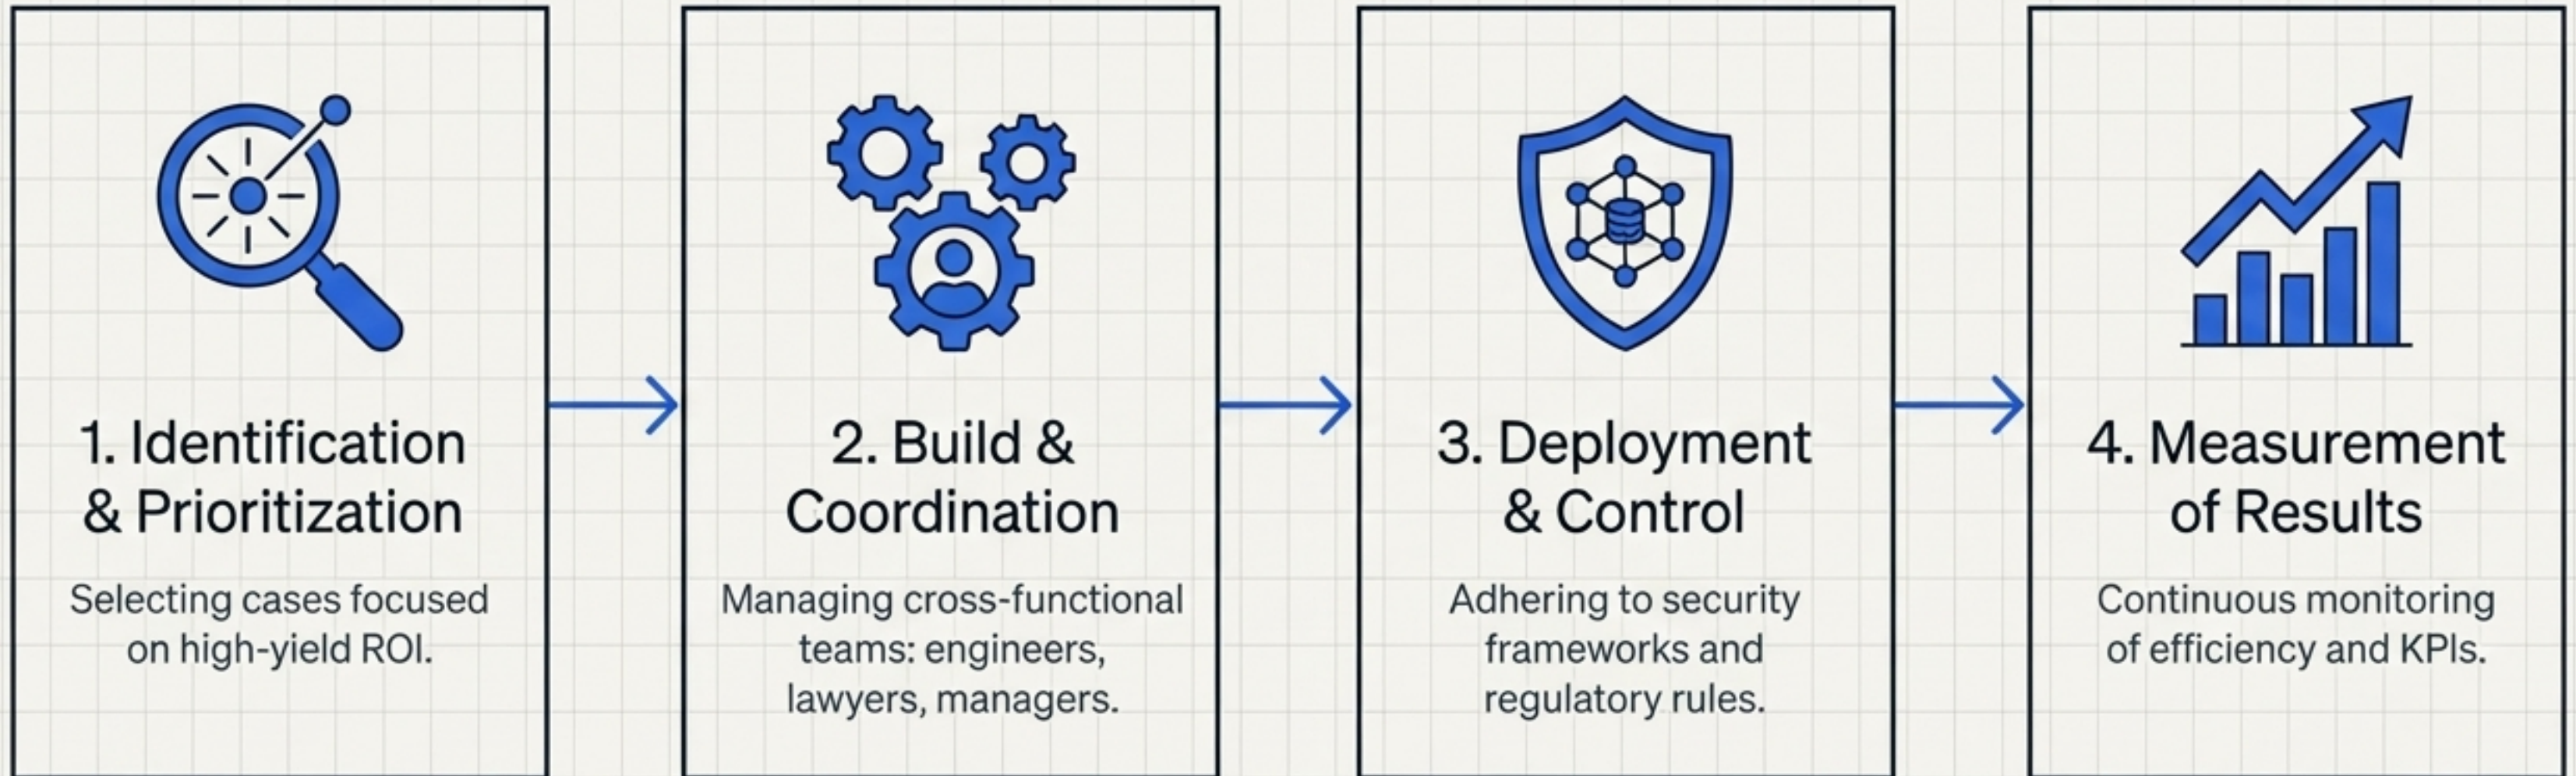 1. Identification
& Prioritization
Selecting cases focused
on high-yield ROI.
2. Build &
Coordination
Managing cross-functional
teams: engineers,
lawyers, managers.
3. Deployment
& Control
Adhering to security
frameworks and
regulatory rules.
4. Measurement
of Results
Continuous monitoring
of efficiency and KPIs.